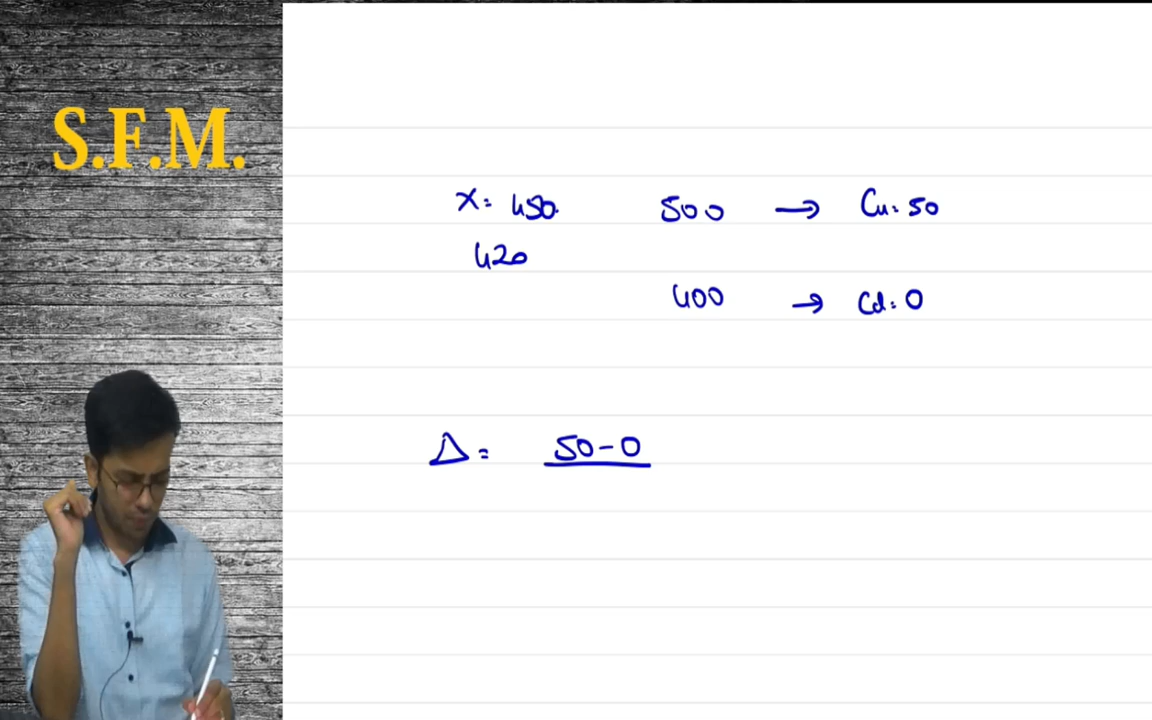 S.F.M.
X: 450. 500 → Cu: 50
420
400 → Cd: 0
Δ = 50-0